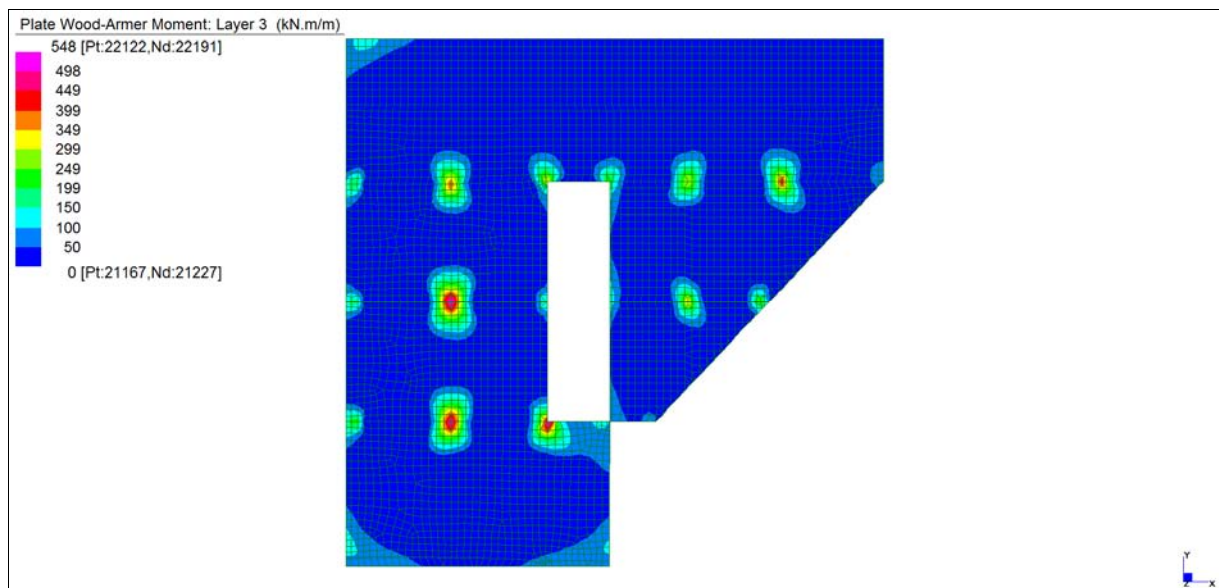 Plate Wood-Armer Moment: Layer 3 (kN.m/m)
548 [Pt:22122,Nd:22191]
498
449
399
349
299
249
199
150
100
50
0 [Pt:21167,Nd:21227]
Y
Z X